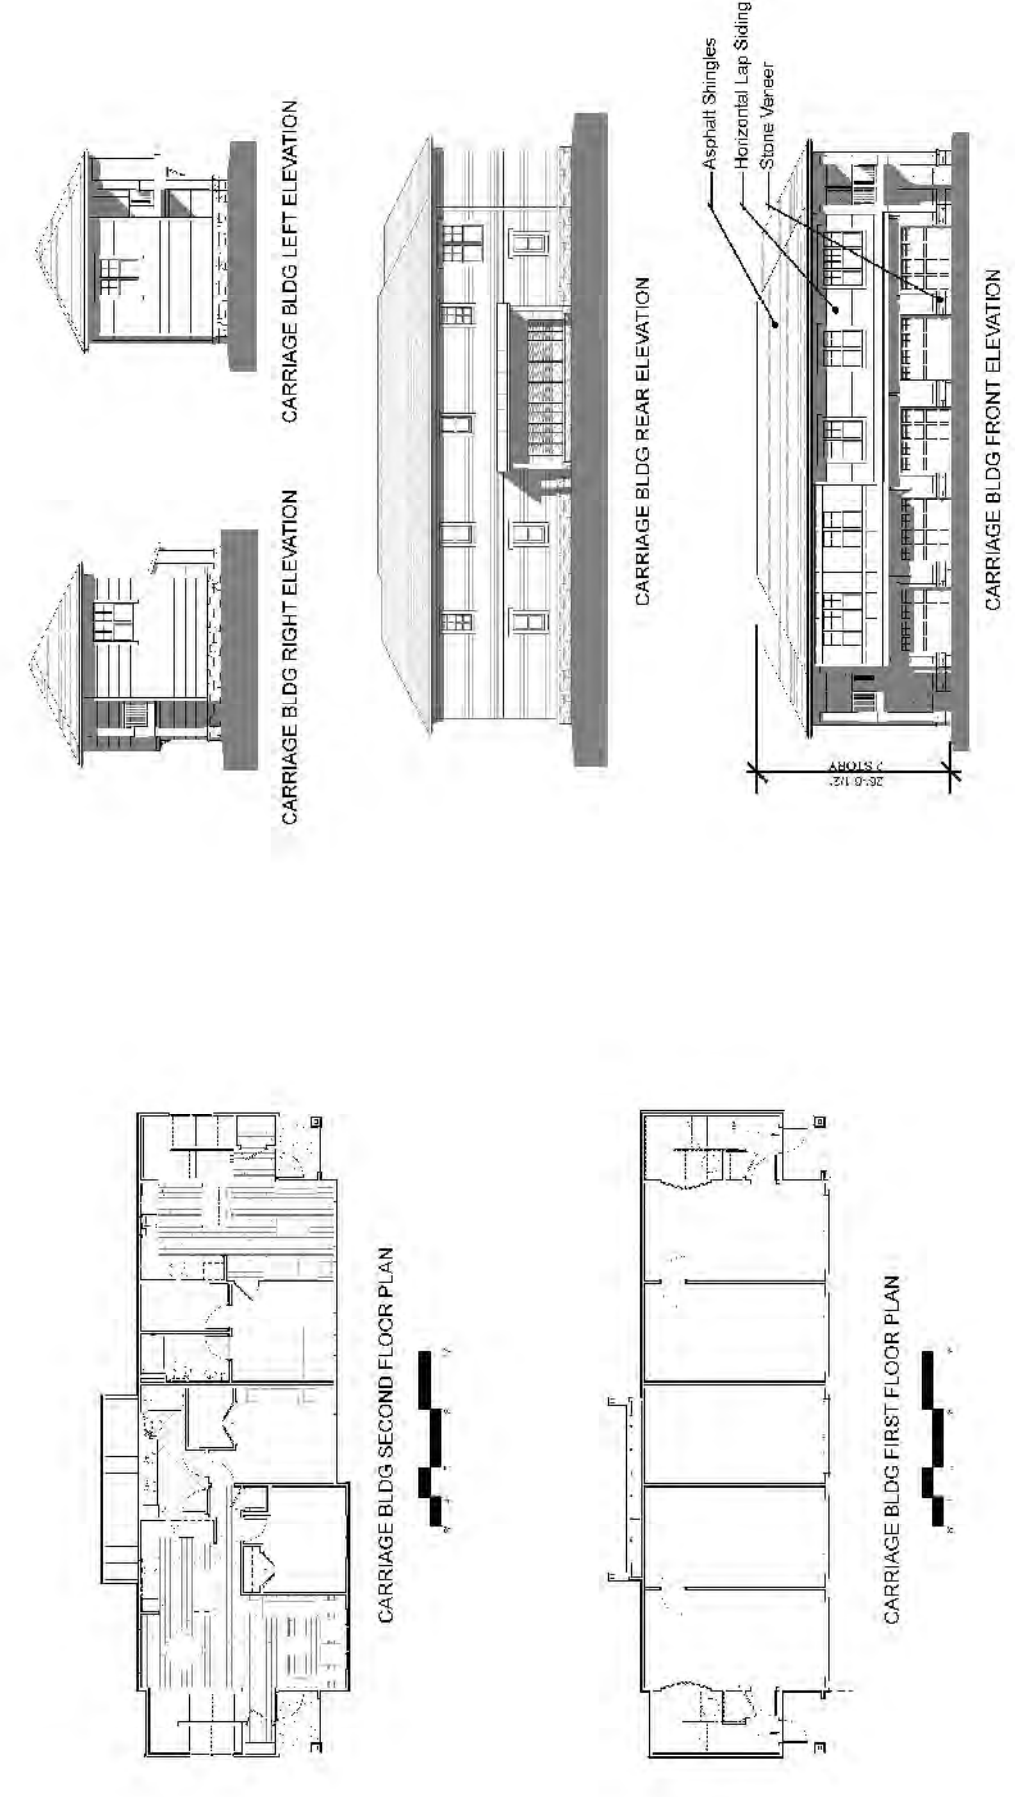 CARRIAGE BLDG SECOND FLOOR PLAN
CARRIAGE BLDG FIRST FLOOR PLAN
CARRIAGE BLDG RIGHT ELEVATION
CARRIAGE BLDG LEFT ELEVATION
CARRIAGE BLDG REAR ELEVATION
Asphalt Shingles
Horizontal Lap Siding
Stone Veneer
2 STORY
CARRIAGE BLDG FRONT ELEVATION